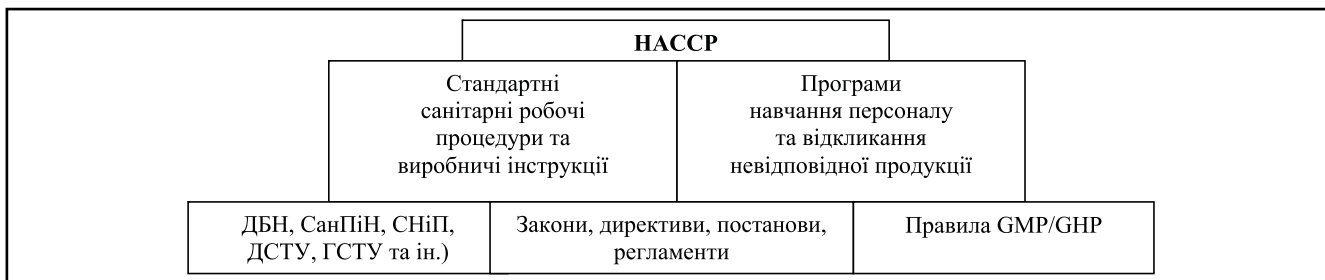 НАССР
Стандартні
санітарні робочі
процедури та
виробничі інструкції
Програми
навчання персоналу
та відкликання
невідповідної продукції
ДБН, СанПіН, СНіП,
ДСТУ, ГСТУ та ін.)
Закони, директиви, постанови,
регламенти
Правила GMP/GHP